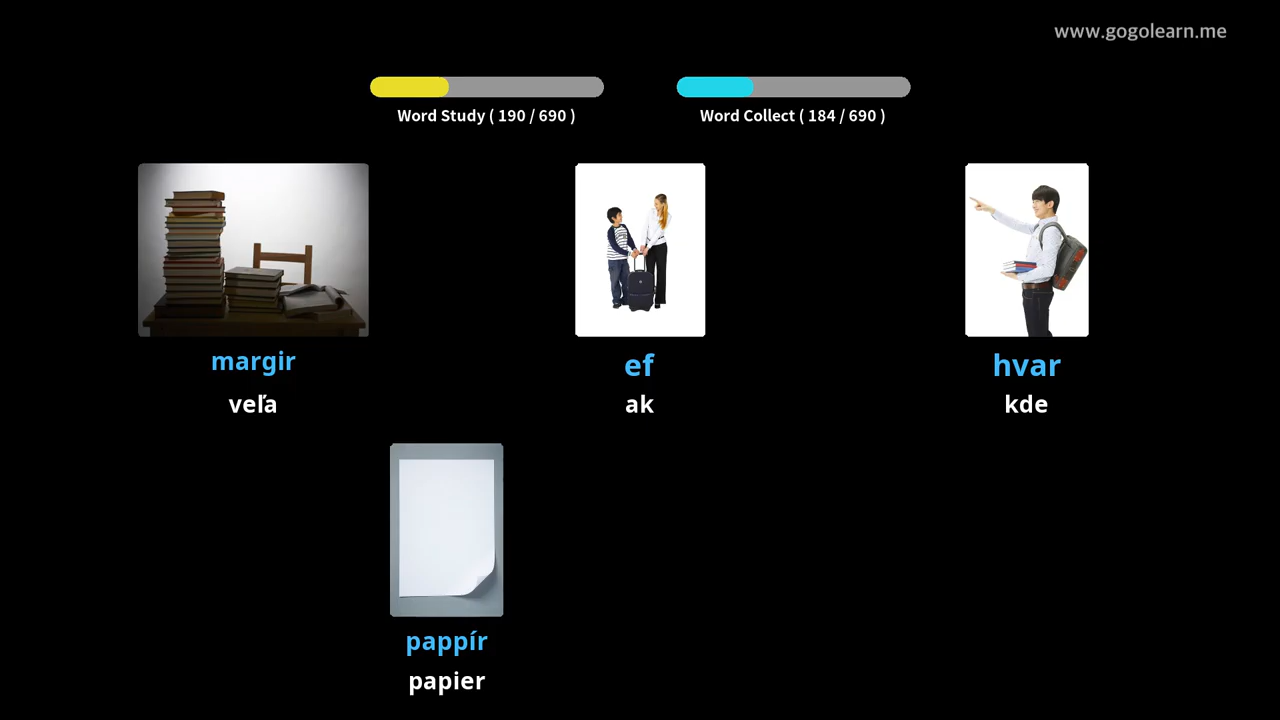 www.gogolearn.me
Word Study ( 190 / 690 )
Word Collect ( 184 / 690 )
margir
veľa
ef
ak
hvar
kde
pappír
papier